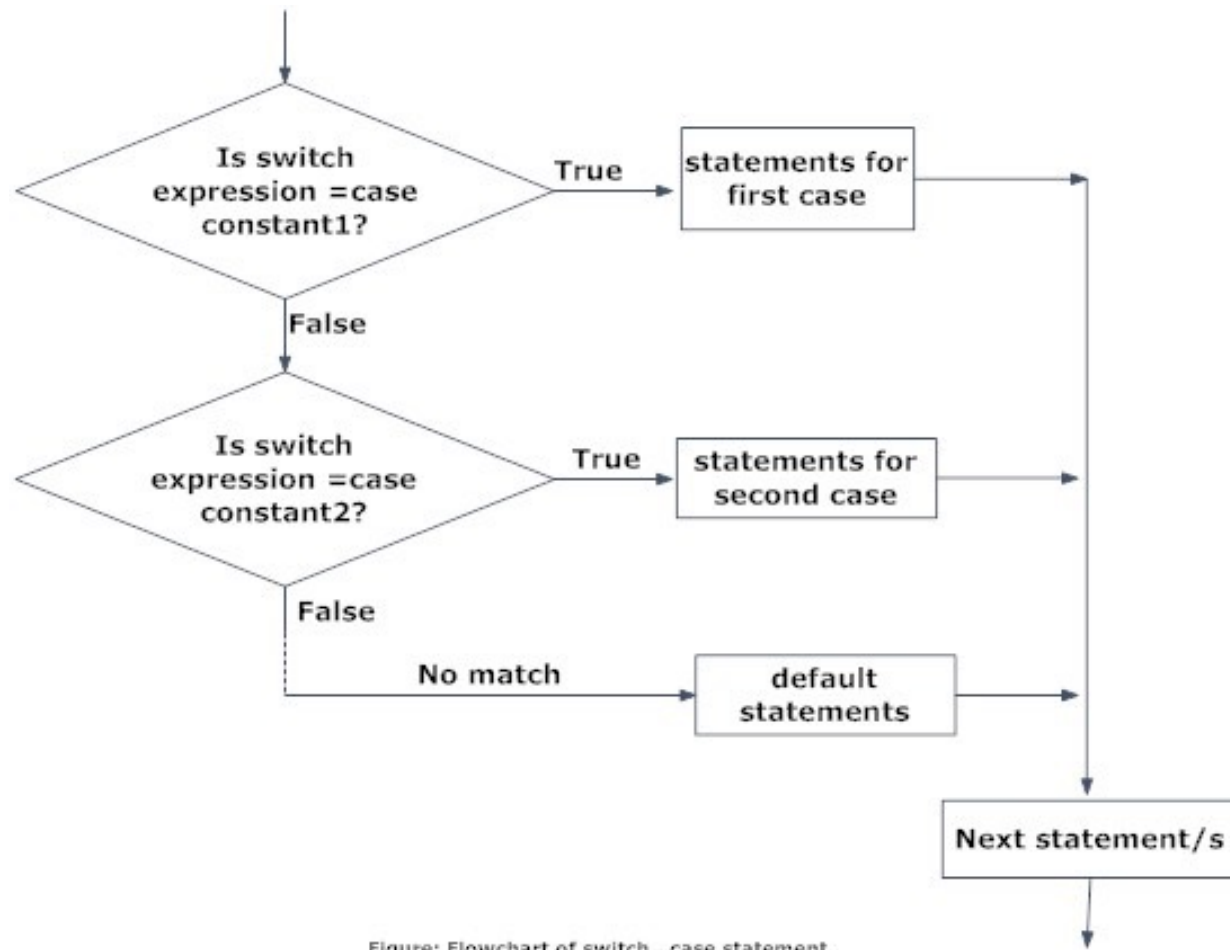 Is switch
expression =case
constant1?
True
statements for
first case
False
Is switch
expression =case
constant2?
True
statements for
second case
False
No match
default
statements
Next statement/s
Figure: Flowchart of switch...case statement